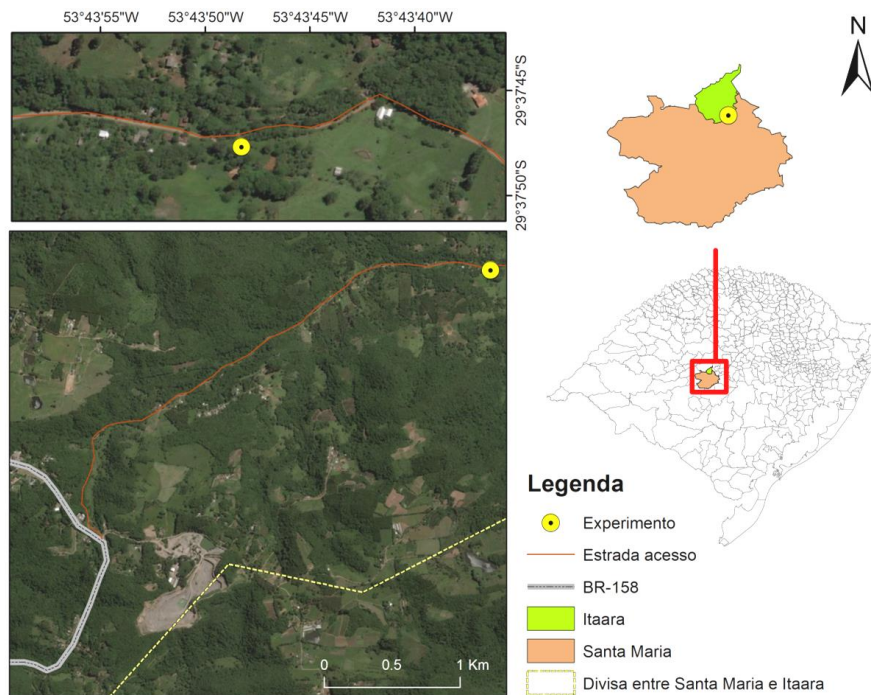 53°43'55"W 53°43'50"W 53°43'45"W 53°43'40"W
29°37'45"S
29°37'50"S
N
0 0.5 1 Km
Legenda
Experimento
Estrada acesso
BR-158
Itaara
Santa Maria
Divisa entre Santa Maria e Itaara